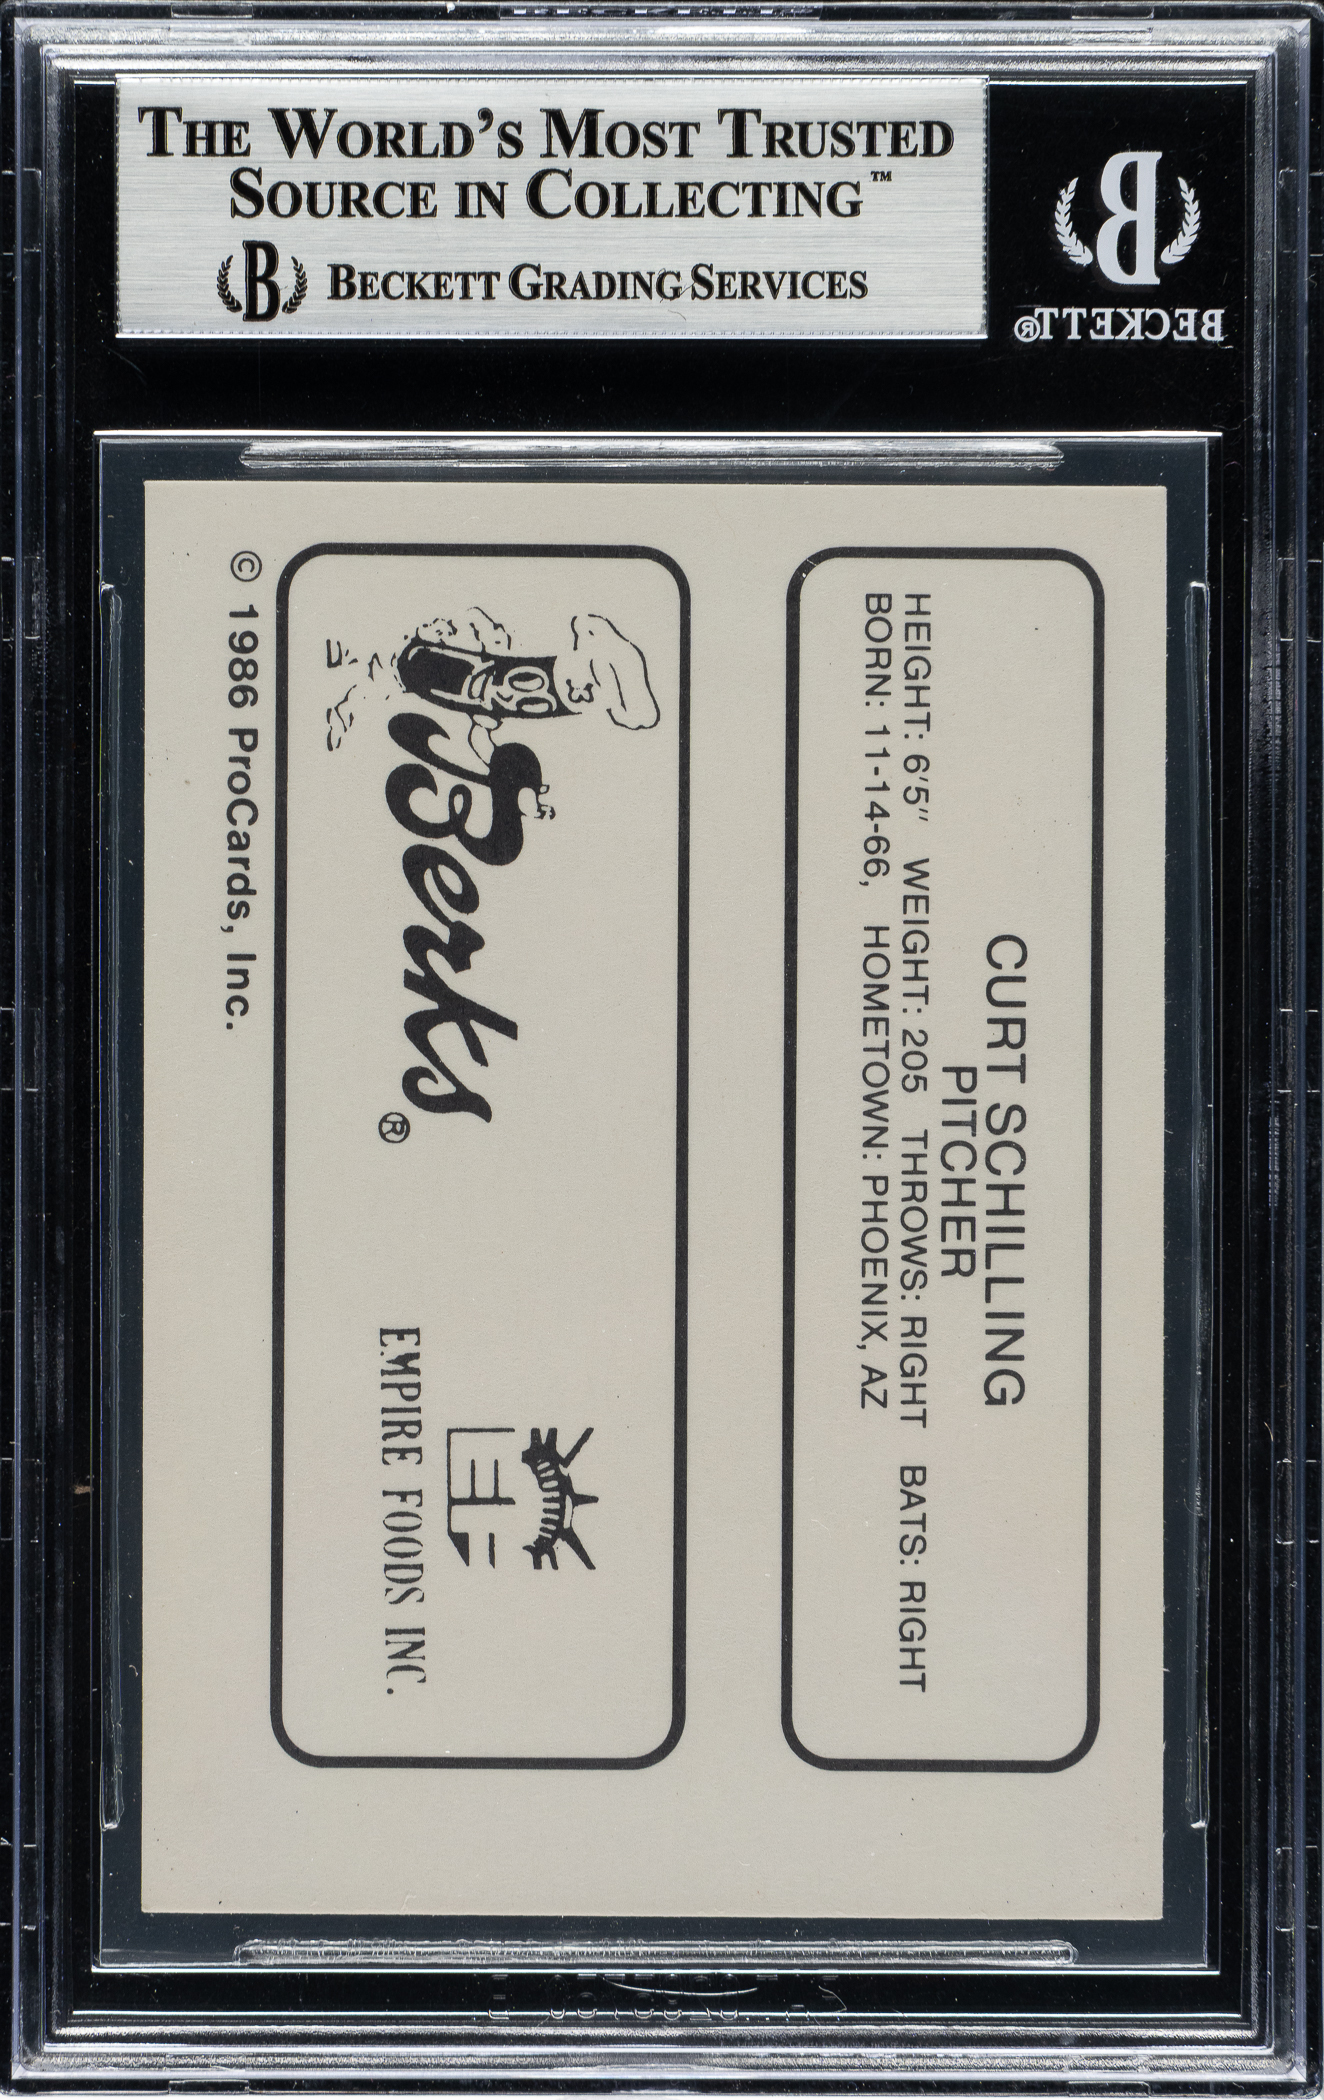 THE WORLD'S MOST TRUSTED
SOURCE IN COLLECTING™
B BECKETT GRADING SERVICES
B
BECKETT®
CURT SCHILLING
PITCHER
HEIGHT: 6'5" WEIGHT: 205 THROWS: RIGHT BATS: RIGHT
BORN: 11-14-66, HOMETOWN: PHOENIX, AZ
Berks®
EF
EMPIRE FOODS INC.
© 1986 ProCards, Inc.